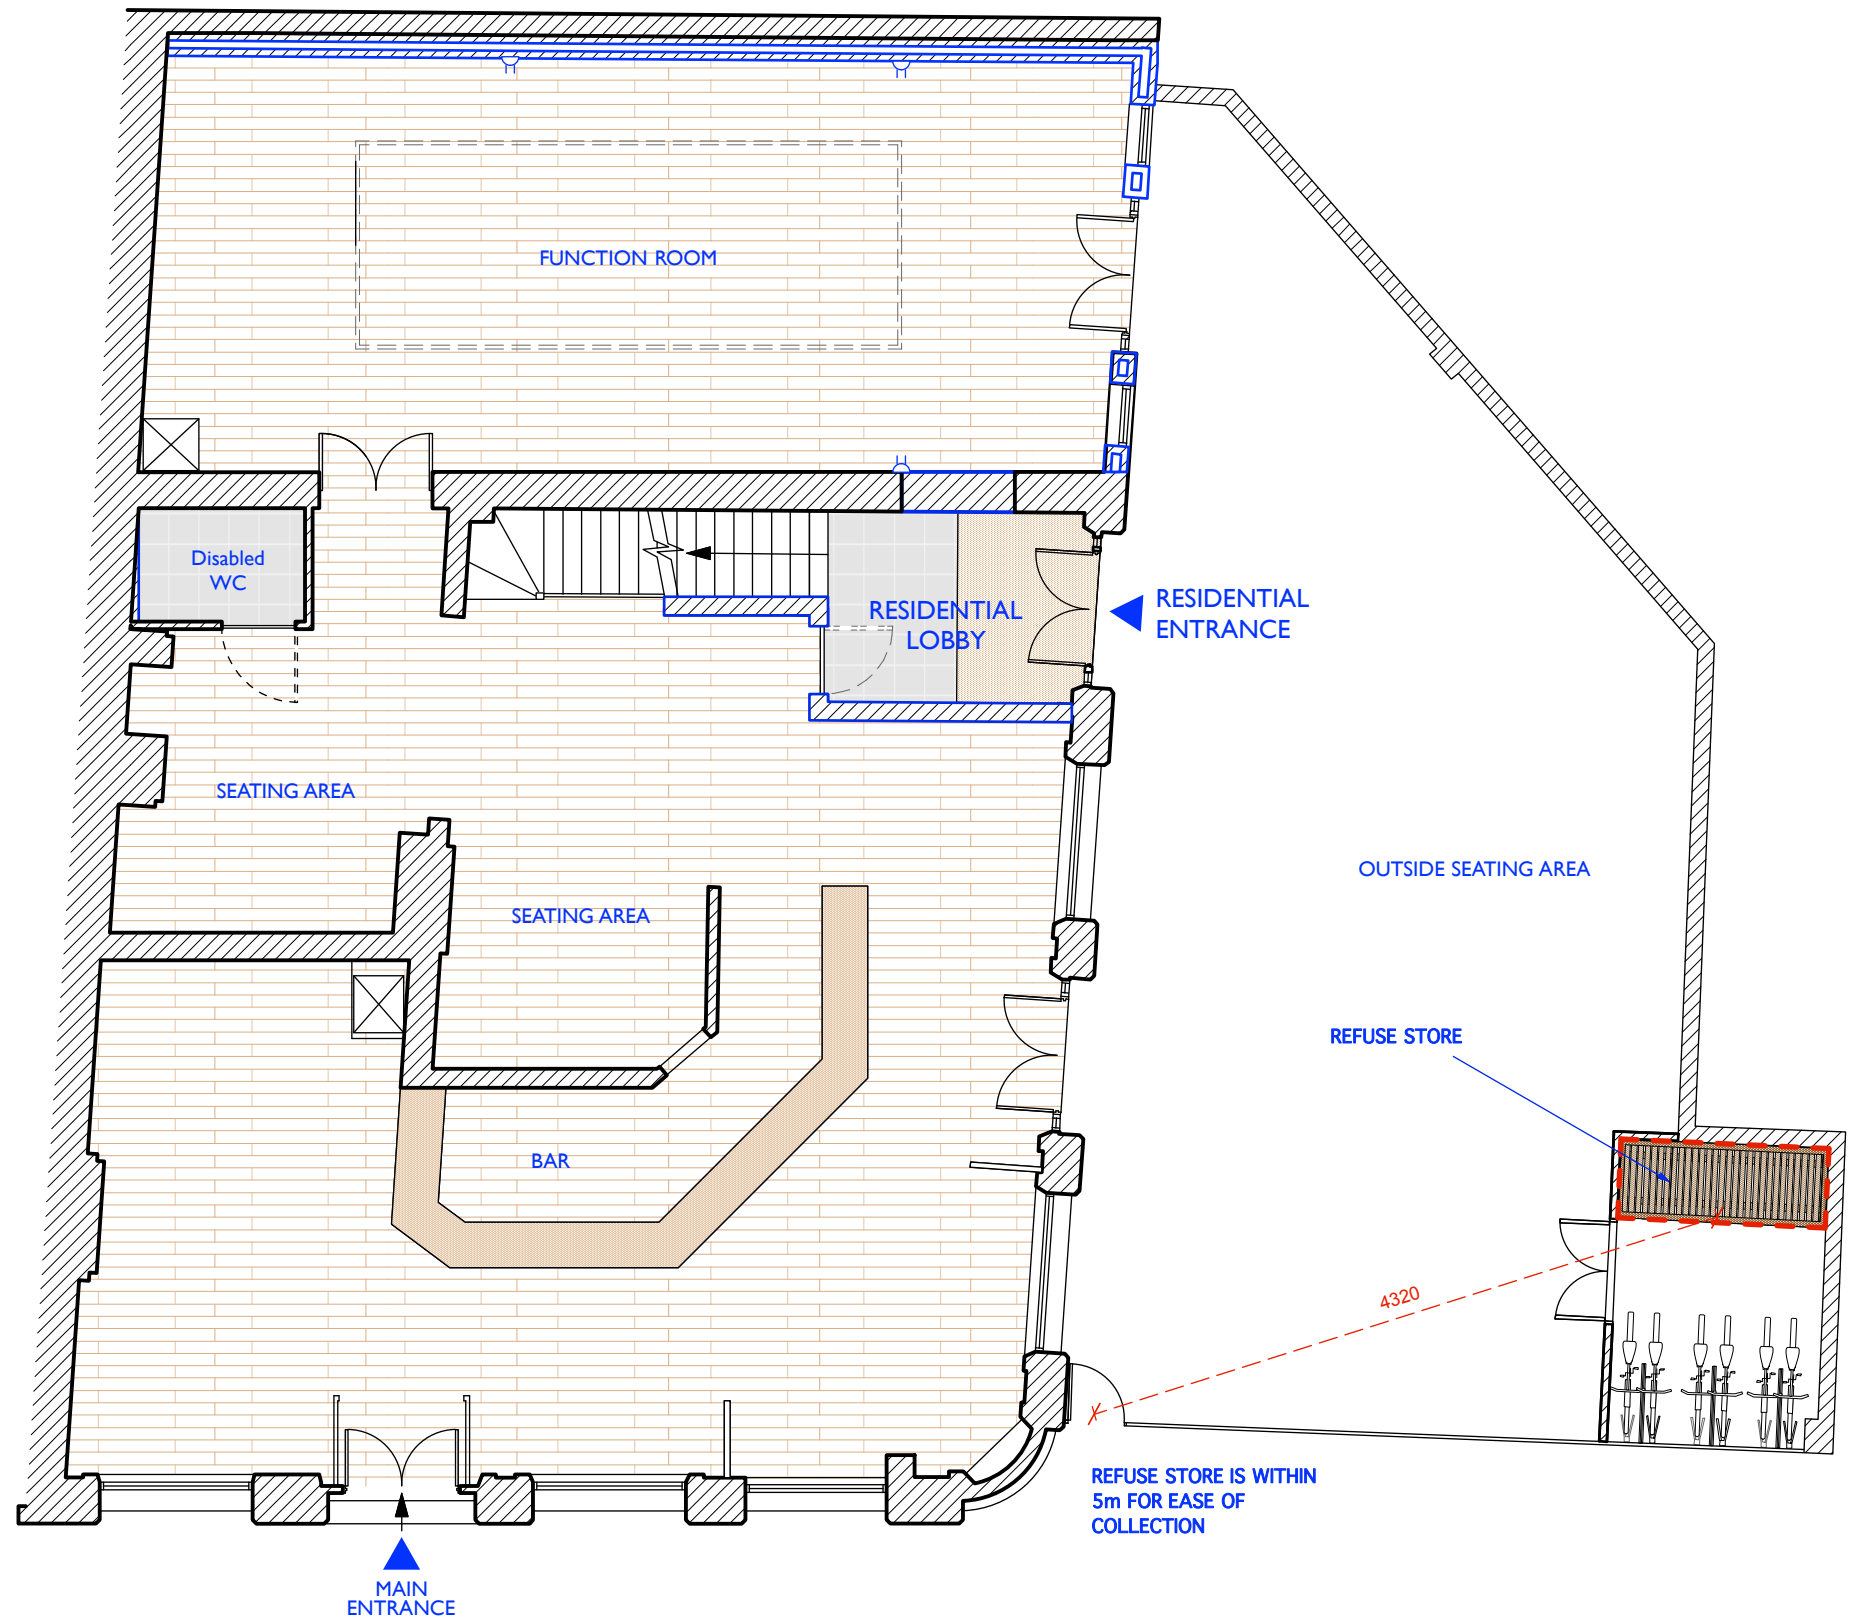 FUNCTION ROOM
Disabled
WC
RESIDENTIAL
LOBBY
RESIDENTIAL
ENTRANCE
SEATING AREA
OUTSIDE SEATING AREA
SEATING AREA
REFUSE STORE
BAR
4320
REFUSE STORE IS WITHIN
5m FOR EASE OF
COLLECTION
MAIN
ENTRANCE